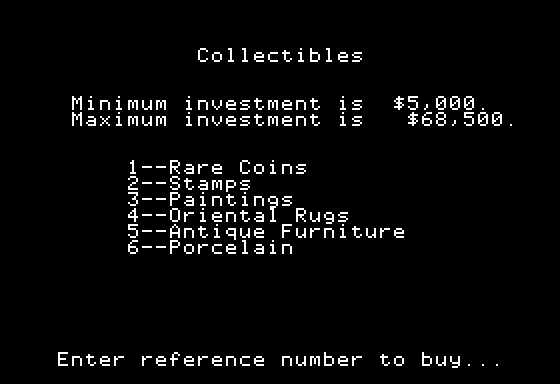 Collectibles
Minimum investment is  $5,000.
Maximum investment is   $68,500.
1--Rare Coins
2--Stamps
3--Paintings
4--Oriental Rugs
5--Antique Furniture
6--Porcelain
Enter reference number to buy...